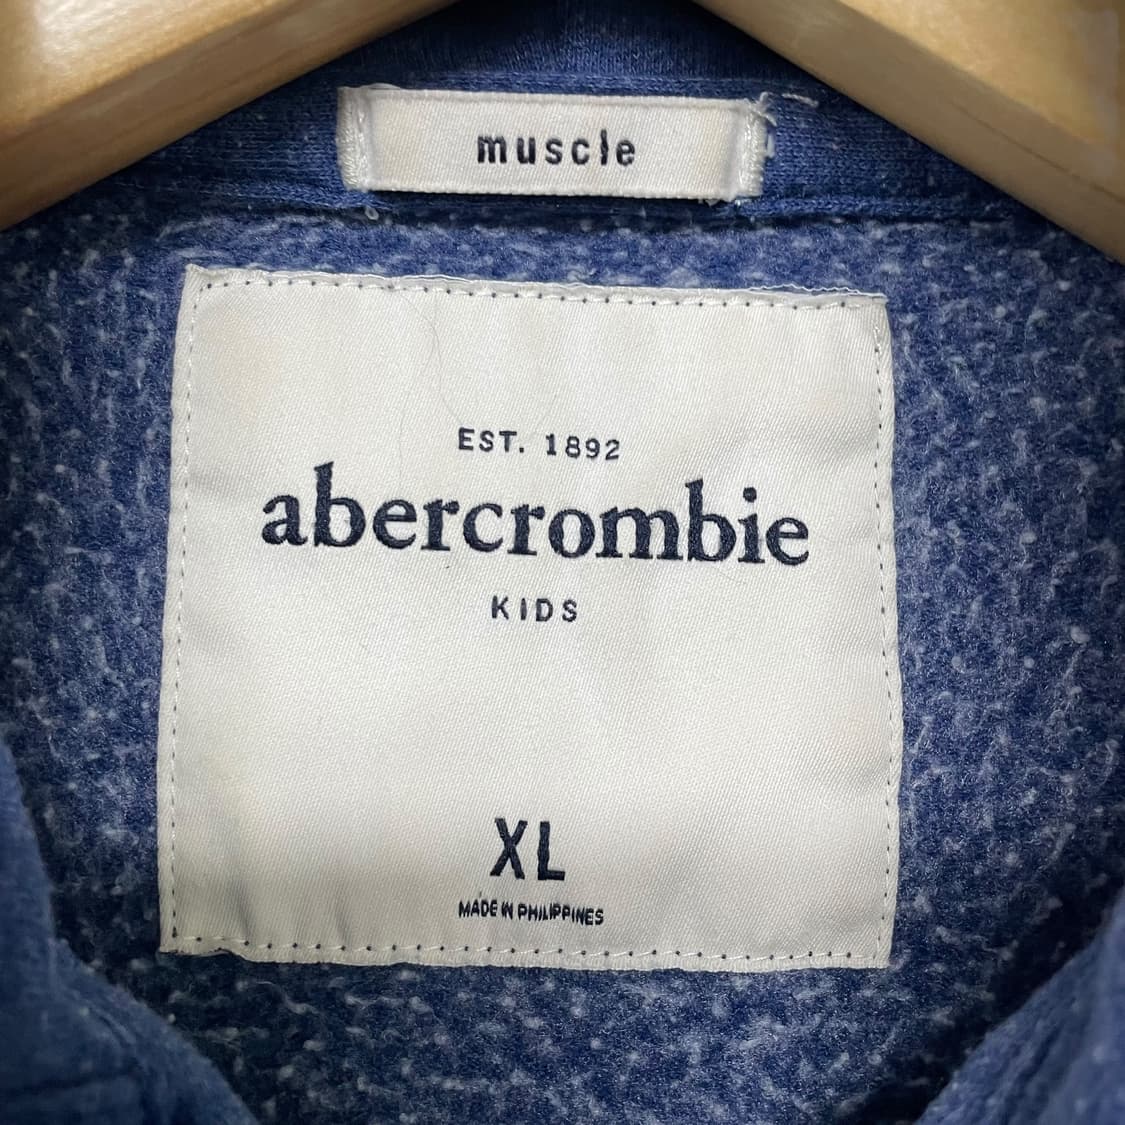 muscle
EST. 1892
abercrombie
KIDS
XL
MADE IN PHILIPPINES